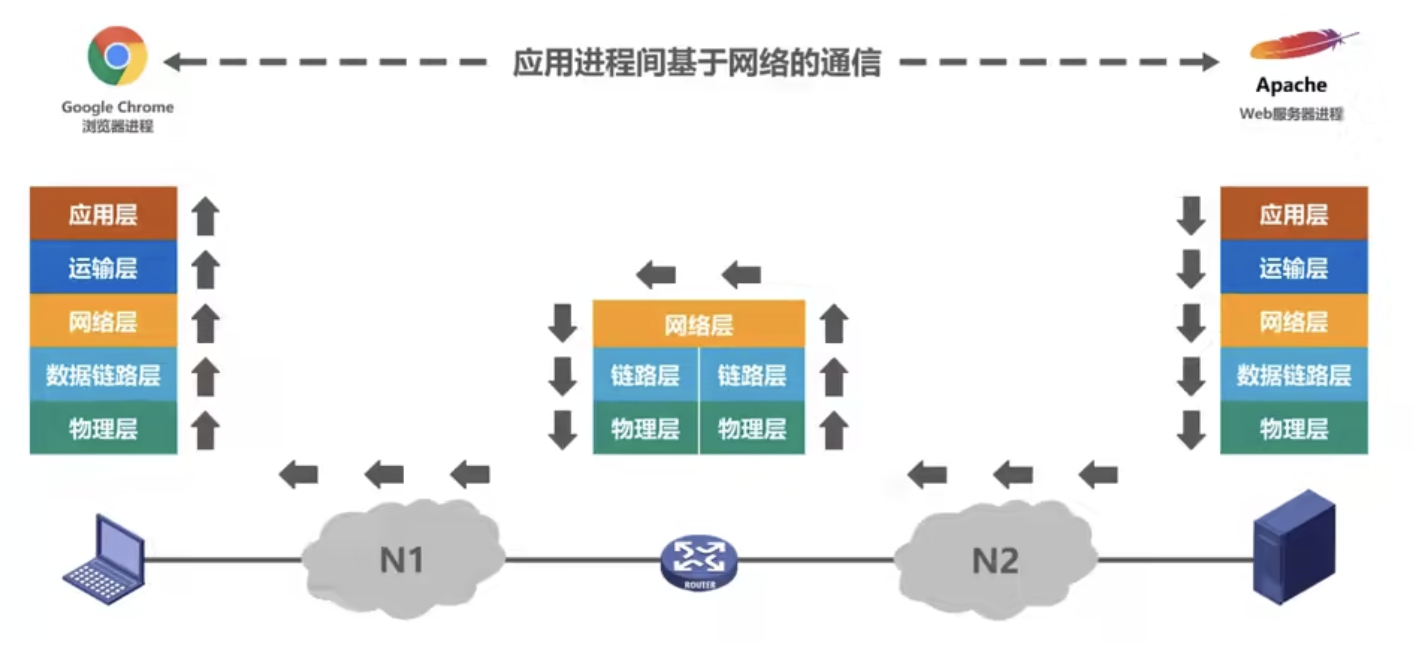 应用进程间基于网络的通信
Google Chrome
浏览器进程
Apache
Web服务器进程
应用层
运输层
网络层
数据链路层
物理层
网络层
链路层 链路层
物理层 物理层
应用层
运输层
网络层
数据链路层
物理层
N1
ROUTER
N2